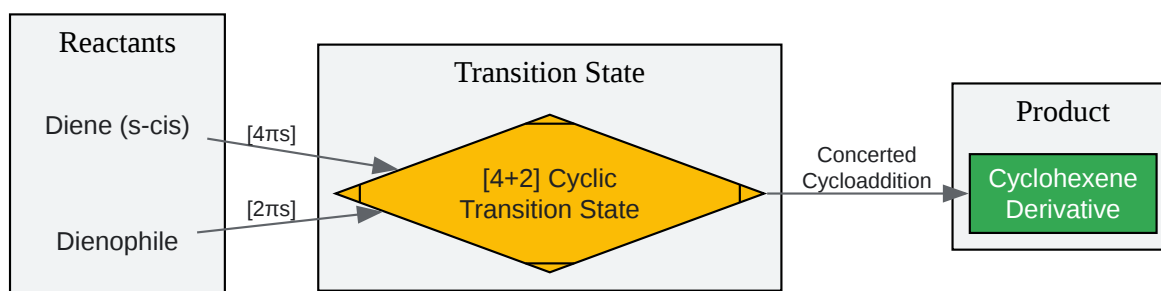 Reactants
Diene (s-cis)
[4πs]
Dienophile
[2πs]
Transition State
[4+2] Cyclic
Transition State
Concerted
Cycloaddition
Product
Cyclohexene
Derivative